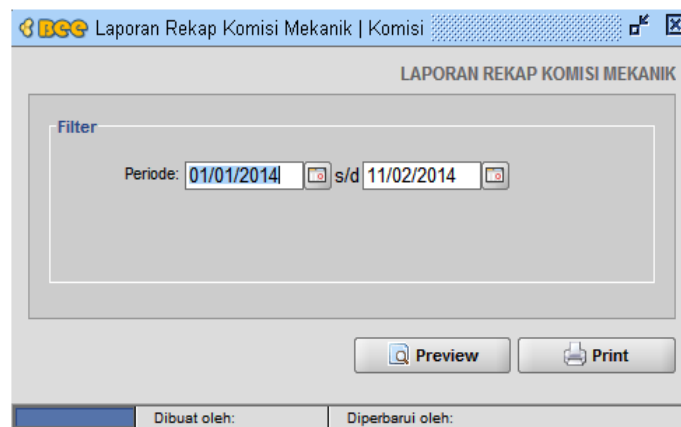 Bee Laporan Rekap Komisi Mekanik | Komisi
LAPORAN REKAP KOMISI MEKANIK
Filter
Periode: 01/01/2014 s/d 11/02/2014
Preview Print
Dibuat oleh: Diperbarui oleh: